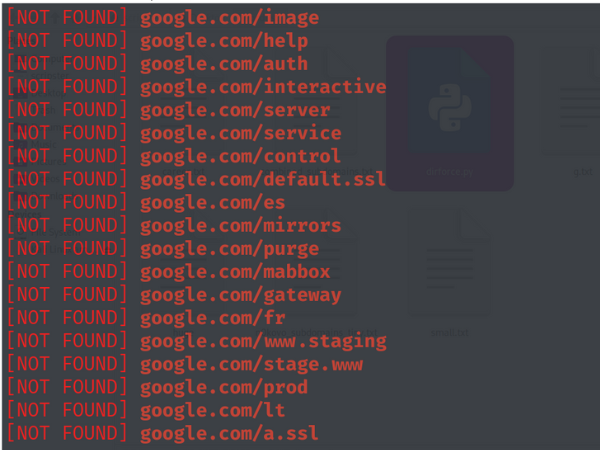 [NOT FOUND] google.com/image
[NOT FOUND] google.com/help
[NOT FOUND] google.com/auth
[NOT FOUND] google.com/interactive
[NOT FOUND] google.com/server
[NOT FOUND] google.com/service
[NOT FOUND] google.com/control
[NOT FOUND] google.com/default.ssl
[NOT FOUND] google.com/es
[NOT FOUND] google.com/mirrors
[NOT FOUND] google.com/purge
[NOT FOUND] google.com/mabbox
[NOT FOUND] google.com/gateway
[NOT FOUND] google.com/fr
[NOT FOUND] google.com/www.staging
[NOT FOUND] google.com/stage.www
[NOT FOUND] google.com/prod
[NOT FOUND] google.com/lt
[NOT FOUND] google.com/a.ssl